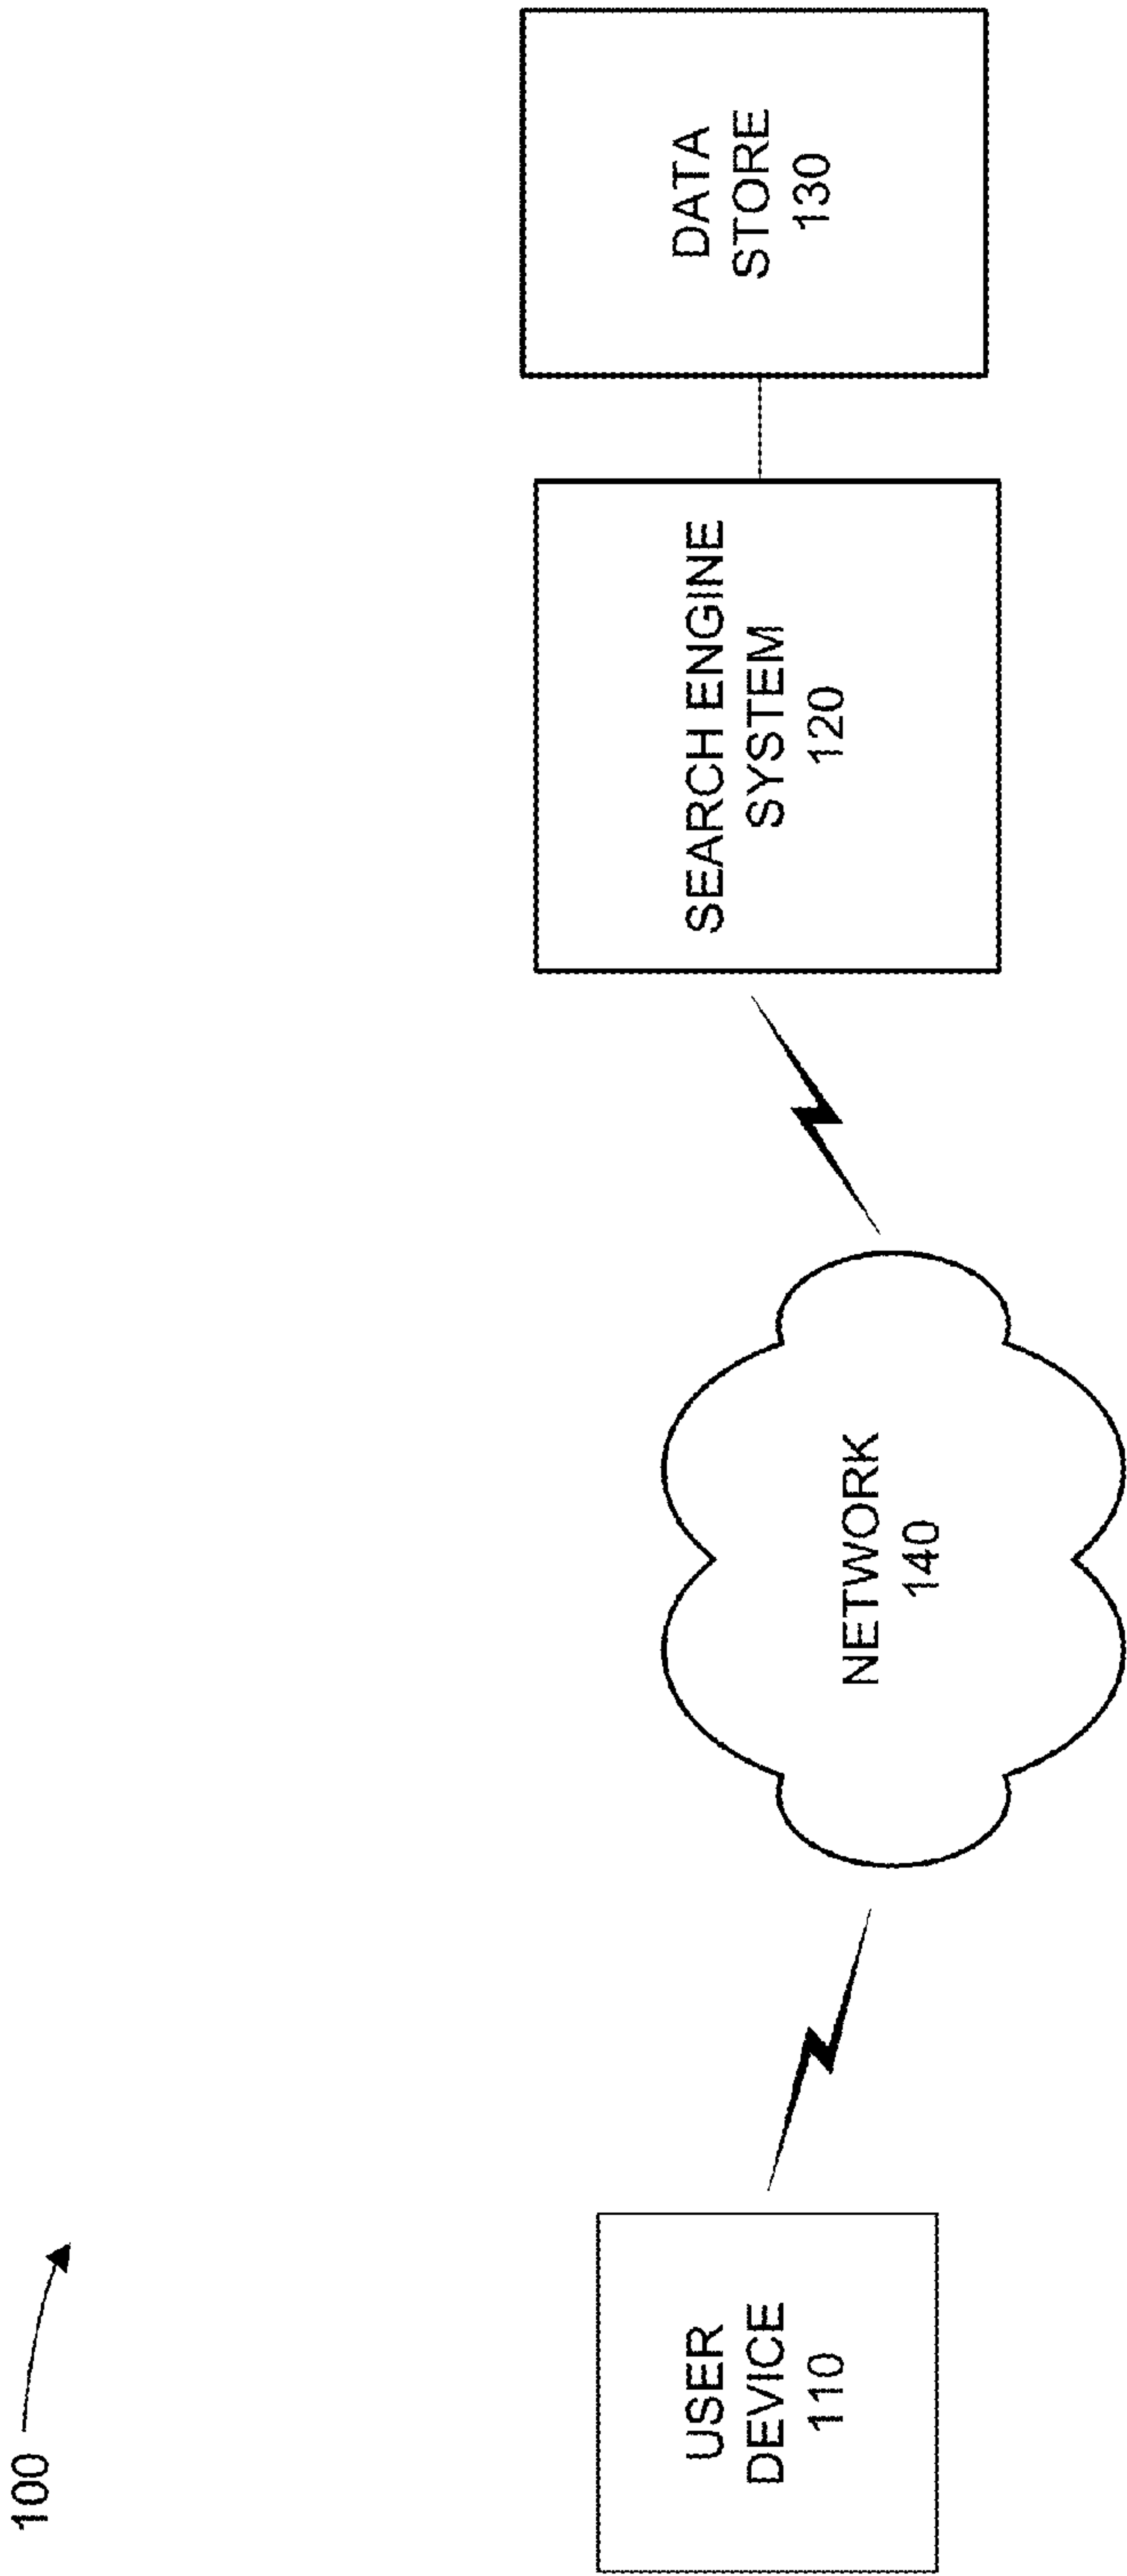 100
USER
DEVICE
110
NETWORK
140
SEARCH ENGINE
SYSTEM
120
DATA
STORE
130